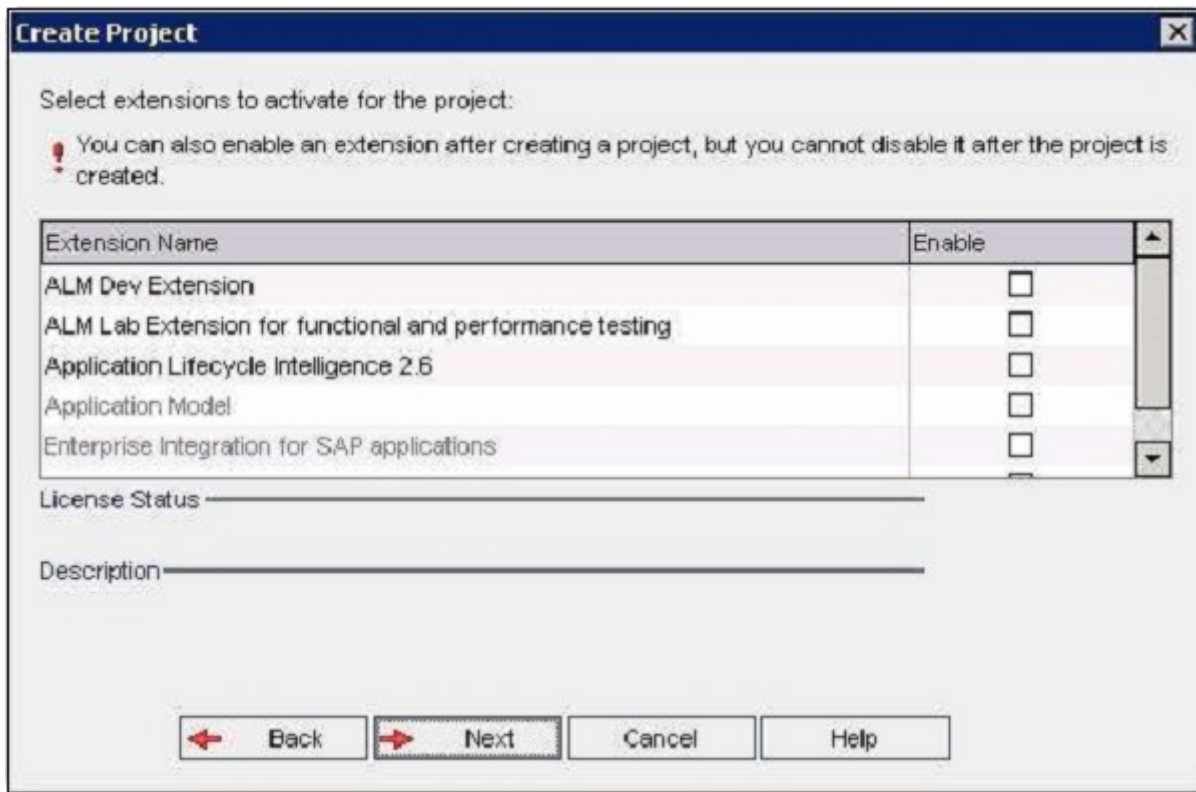 Create Project
Select extensions to activate for the project:
You can also enable an extension after creating a project, but you cannot disable it after the project is
created.
Extension Name Enable
ALM Dev Extension
ALM Lab Extension for functional and performance testing
Application Lifecycle Intelligence 2.6
Application Model
Enterprise Integration for SAP applications
License Status
Description
Back Next Cancel Help